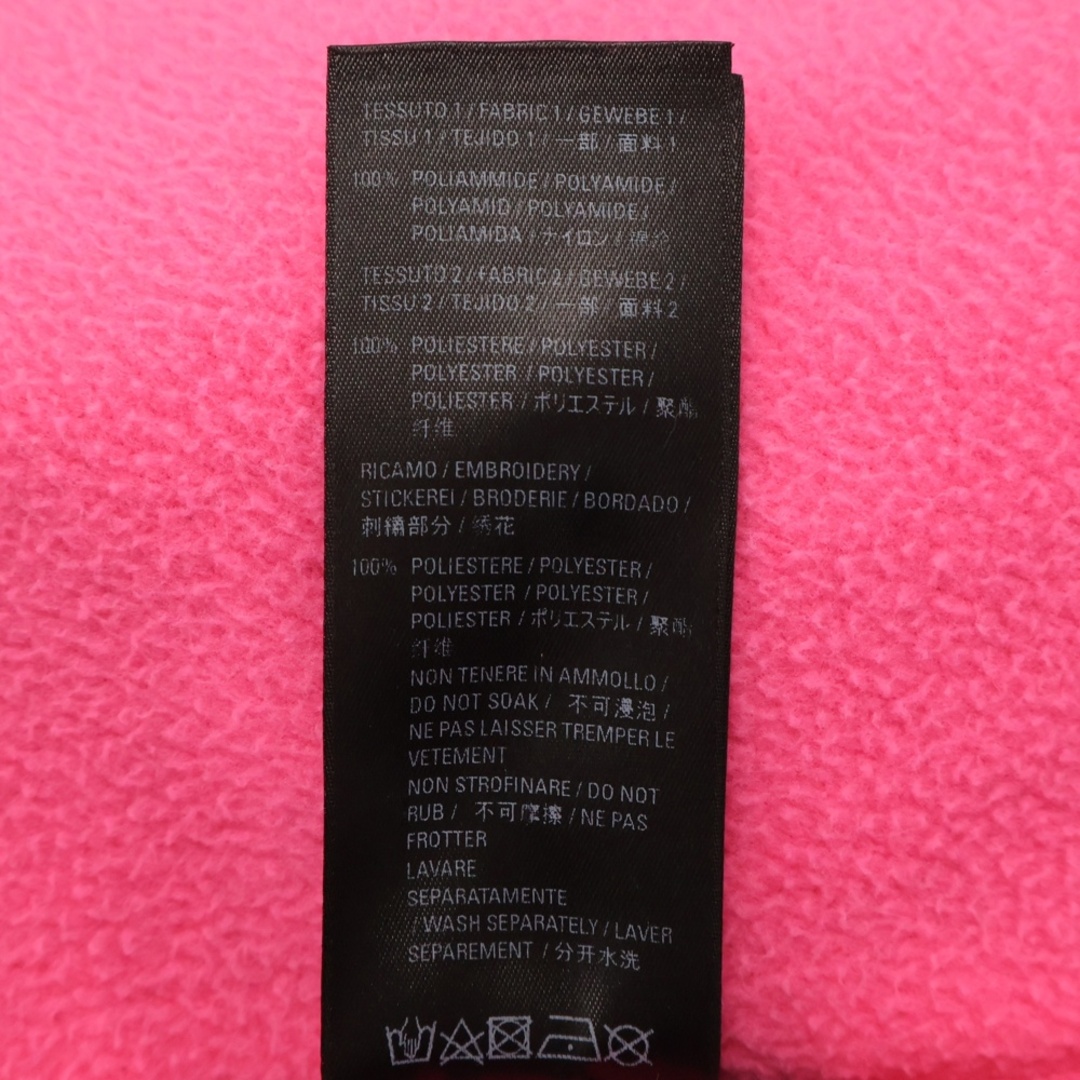 TESSUTO 1 / FABRIC 1 / GEWEBE 1 /
TISSU 1 / TEJIDO 1 / 一部 / 面料 1
100% POLIAMMIDE / POLYAMIDE /
POLYAMID / POLYAMIDE /
POLIAMIDA / ナイロン /
TESSUTO 2 / FABRIC 2 / GEWEBE 2 /
TISSU 2 / TEJIDO 2 / 一部 / 面料 2
100% POLIESTERE / POLYESTER /
POLYESTER / POLYESTER /
POLIESTER / ポリエステル / 聚酯
纤维
RICAMO / EMBROIDERY /
STICKEREI / BRODERIE / BORDADO /
刺繍部分 / 绣花
100% POLIESTERE / POLYESTER /
POLYESTER / POLYESTER /
POLIESTER / ポリエステル / 聚酯
纤维
NON TENERE IN AMMOLLO /
DO NOT SOAK / 不可浸泡 /
NE PAS LAISSER TREMPER LE
VETEMENT
NON STROFINARE / DO NOT
RUB / 不可摩擦 / NE PAS
FROTTER
LAVARE
SEPARATAMENTE
/ WASH SEPARATELY / LAVER
SEPAREMENT / 分开水洗